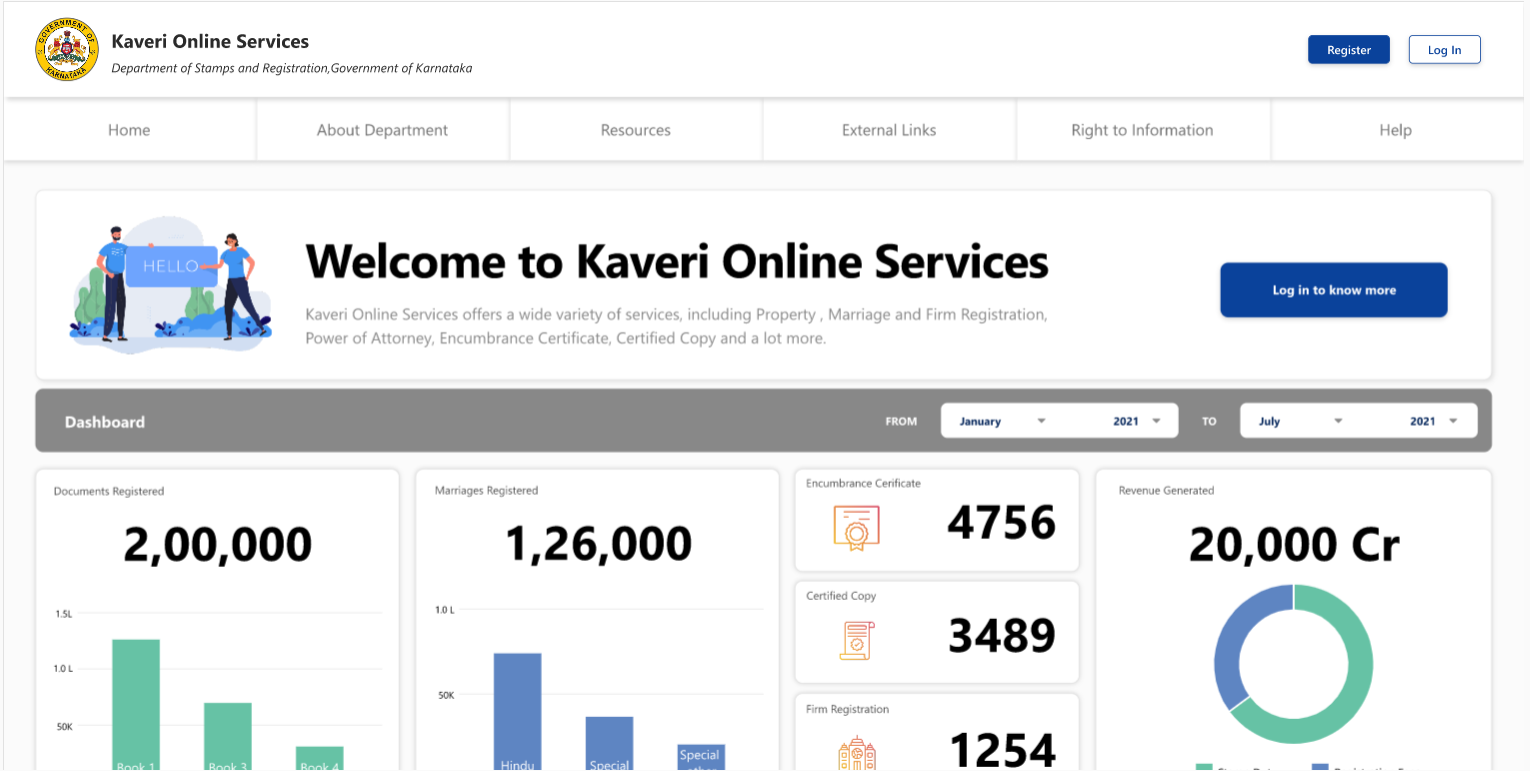 GOVERNMENT OF
KARNATAKA
Kaveri Online Services
Department of Stamps and Registration,Government of Karnataka
Register
Log In
Home
About Department
Resources
External Links
Right to Information
Help
HELLO
Welcome to Kaveri Online Services
Kaveri Online Services offers a wide variety of services, including Property , Marriage and Firm Registration,
Power of Attorney, Encumbrance Certificate, Certified Copy and a lot more.
Log in to know more
Dashboard
FROM
January
2021
TO
July
2021
Documents Registered
2,00,000
1.5L
1.0 L
50K
Book 1
Book 3
Book 4
Marriages Registered
1,26,000
1.0 L
50K
Hindu
Special
Special
Encumbrance Cerificate
4756
Certified Copy
3489
Firm Registration
1254
Revenue Generated
20,000 Cr